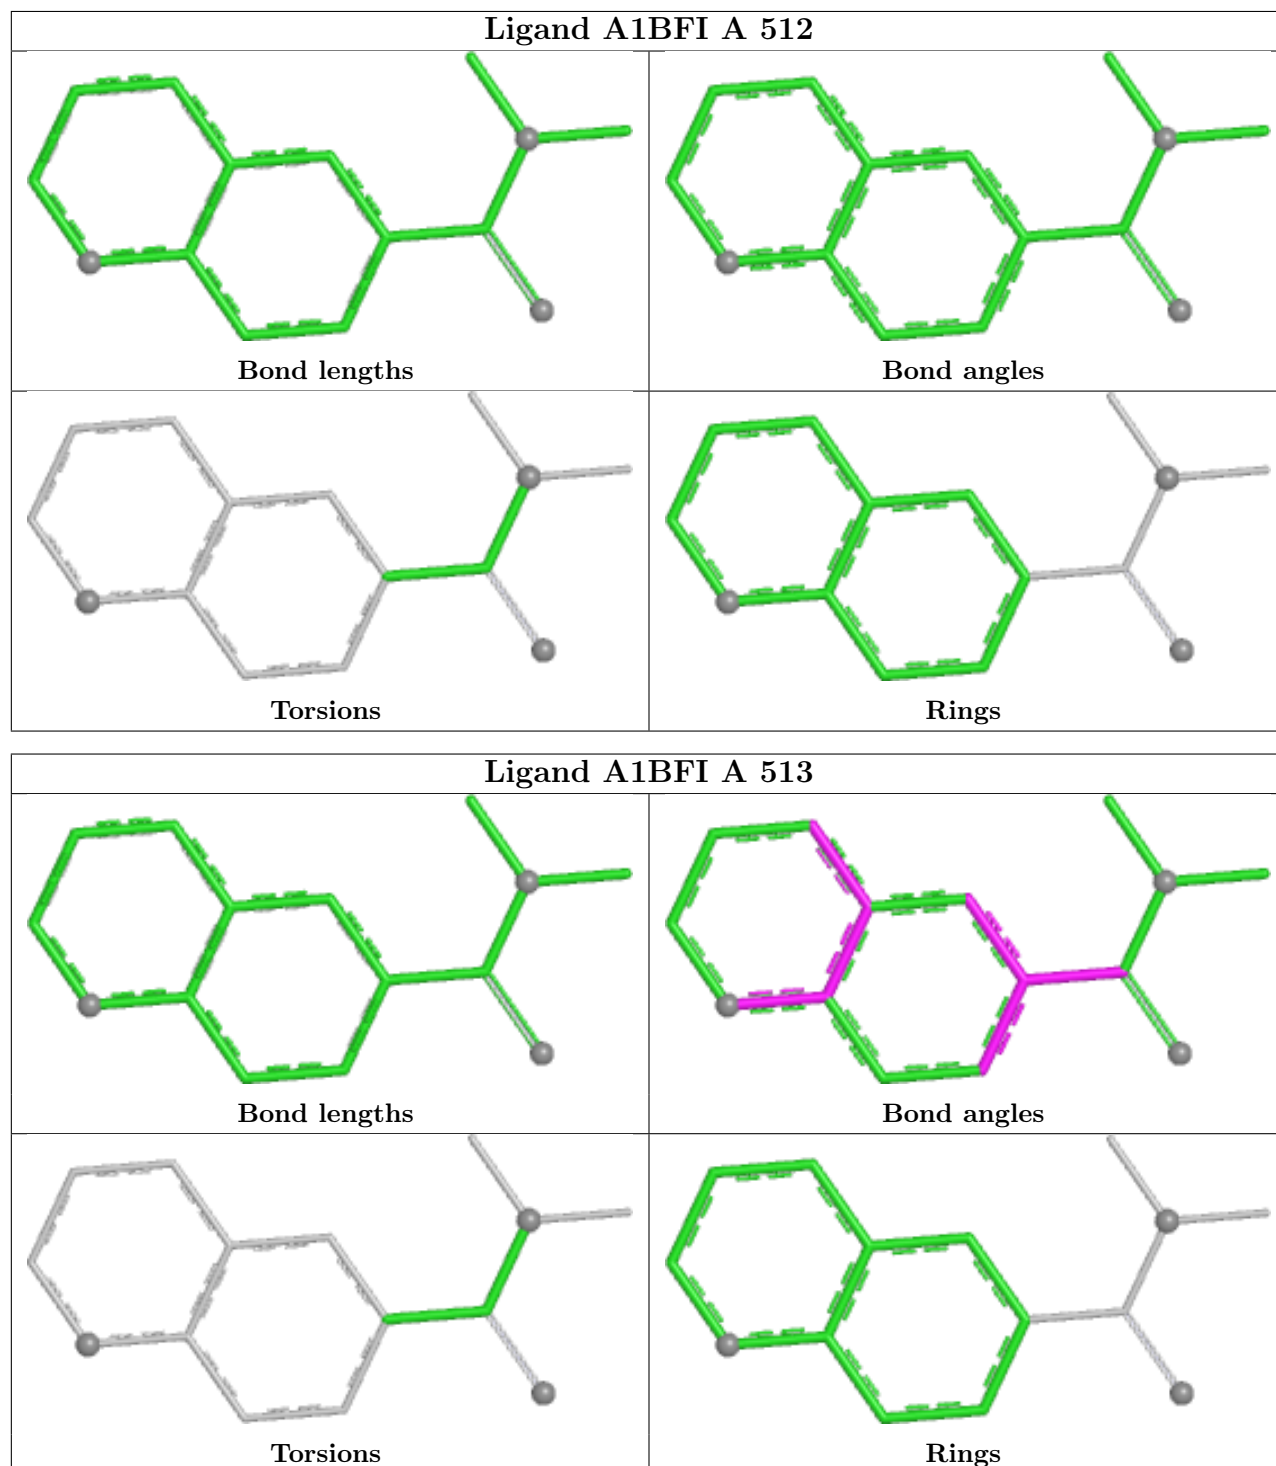 Ligand A1BFI A 512
Bond lengths
Bond angles
Torsions
Rings
Ligand A1BFI A 513
Bond lengths
Bond angles
Torsions
Rings